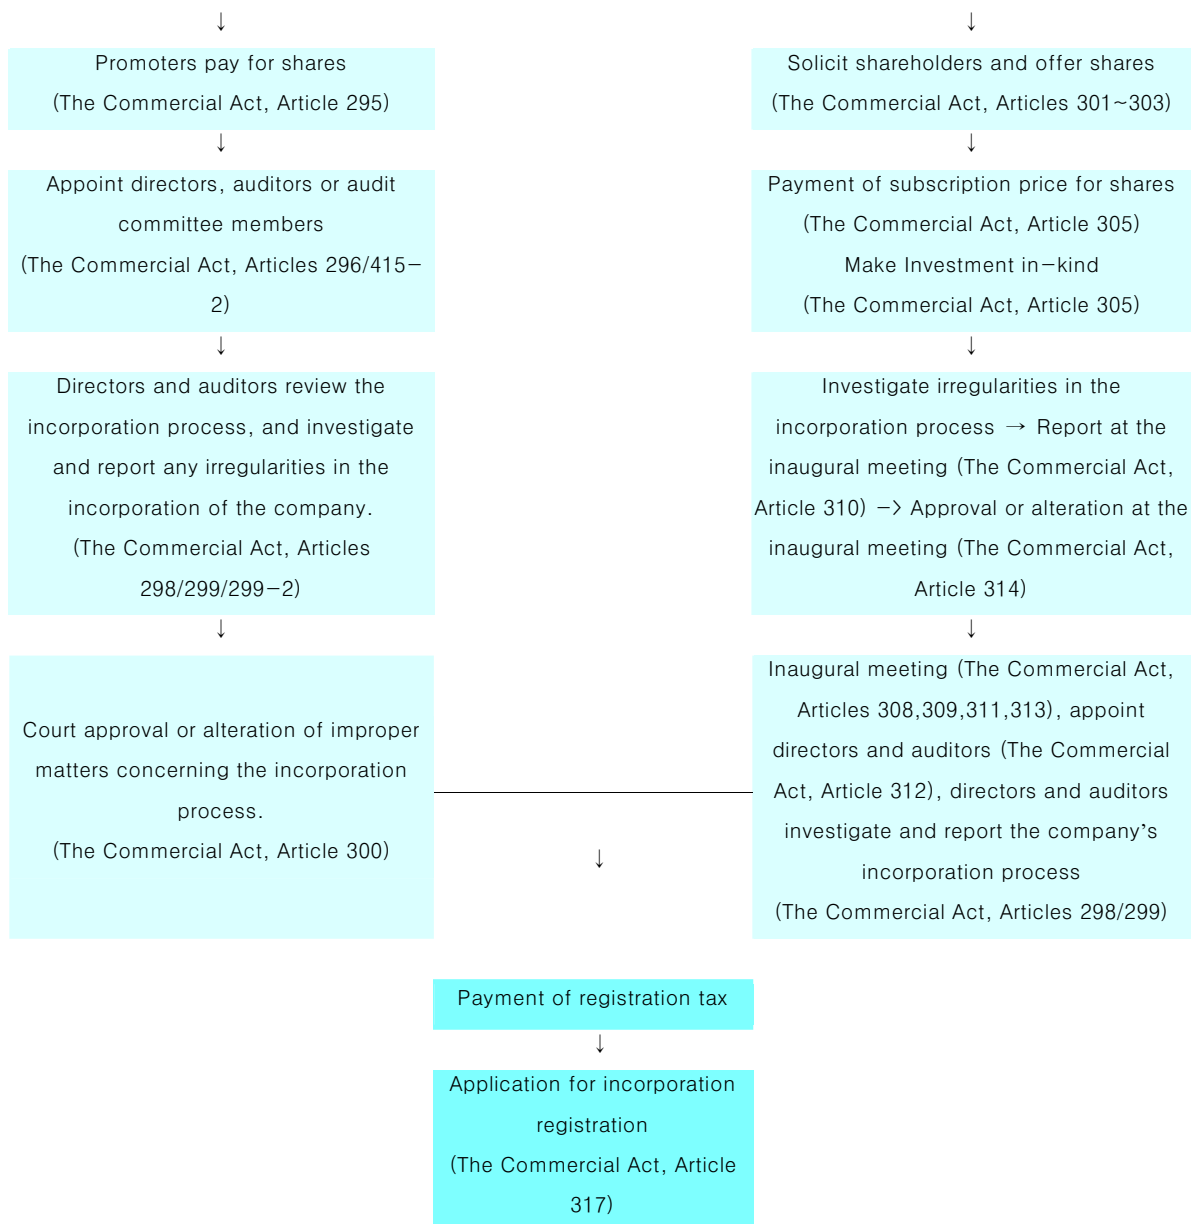 ↓
Promoters pay for shares
(The Commercial Act, Article 295)
↓
Appoint directors, auditors or audit
committee members
(The Commercial Act, Articles 296/415-
2)
↓
Directors and auditors review the
incorporation process, and investigate
and report any irregularities in the
incorporation of the company.
(The Commercial Act, Articles
298/299/299-2)
↓
Court approval or alteration of improper
matters concerning the incorporation
process.
(The Commercial Act, Article 300)
↓
Solicit shareholders and offer shares
(The Commercial Act, Articles 301~303)
↓
Payment of subscription price for shares
(The Commercial Act, Article 305)
Make Investment in-kind
(The Commercial Act, Article 305)
↓
Investigate irregularities in the
incorporation process → Report at the
inaugural meeting (The Commercial Act,
Article 310) -> Approval or alteration at the
inaugural meeting (The Commercial Act,
Article 314)
↓
Inaugural meeting (The Commercial Act,
Articles 308,309,311,313), appoint
directors and auditors (The Commercial
Act, Article 312), directors and auditors
investigate and report the company's
incorporation process
(The Commercial Act, Articles 298/299)
↓
Payment of registration tax
↓
Application for incorporation
registration
(The Commercial Act, Article
317)